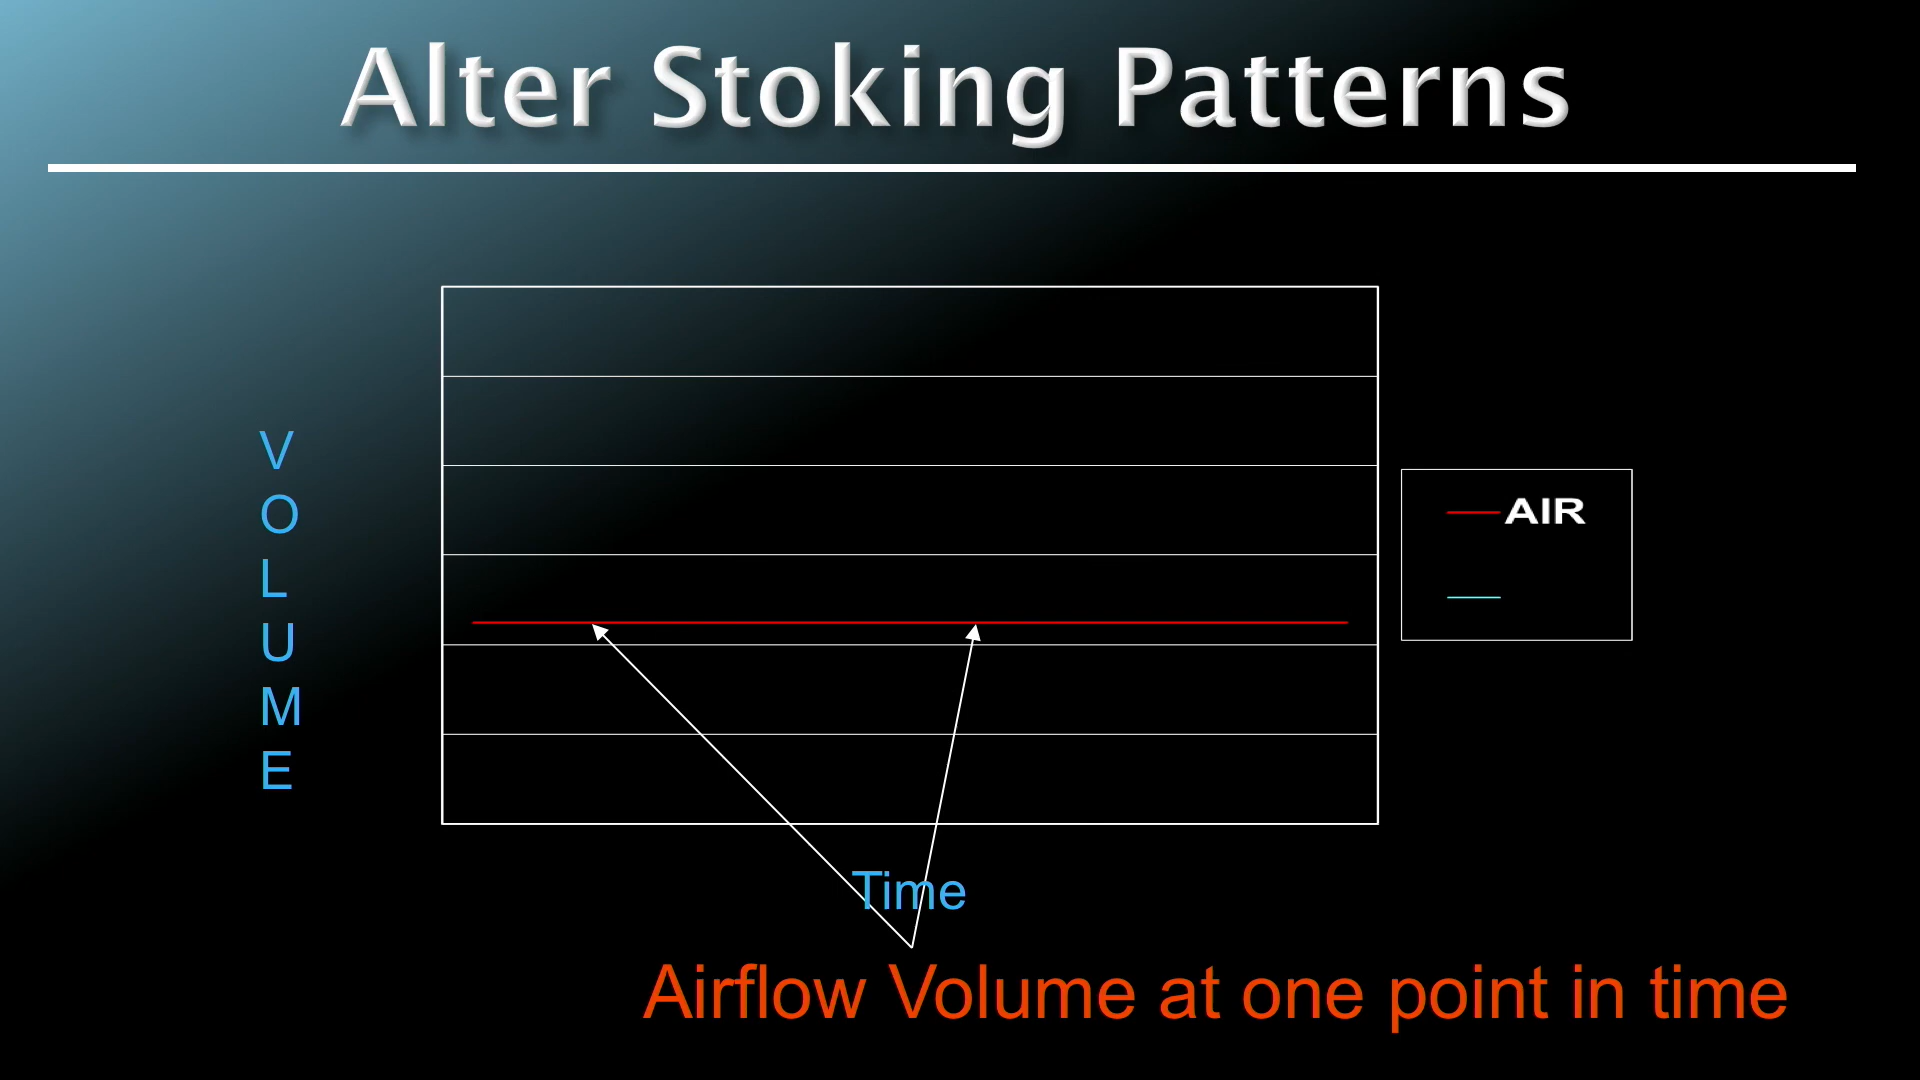 Alter Stoking Patterns
V
O
L
U
M
E
AIR
Time
Airflow Volume at one point in time